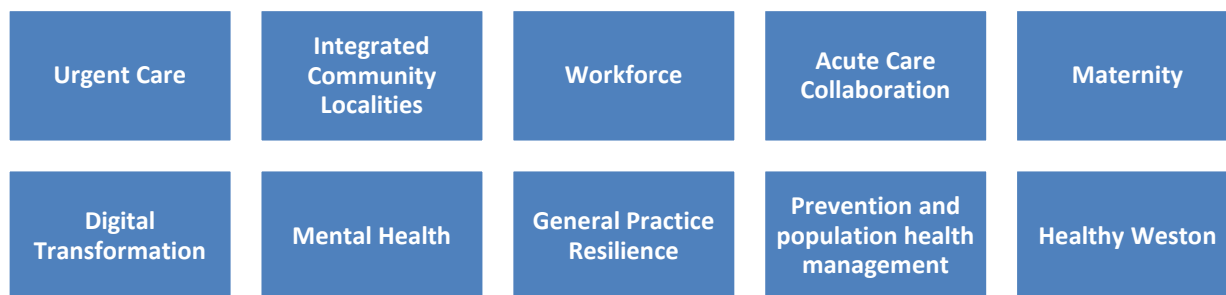 Urgent Care
Integrated
Community
Localities
Workforce
Acute Care
Collaboration
Maternity
Digital
Transformation
Mental Health
General Practice
Resilience
Prevention and
population health
management
Healthy Weston